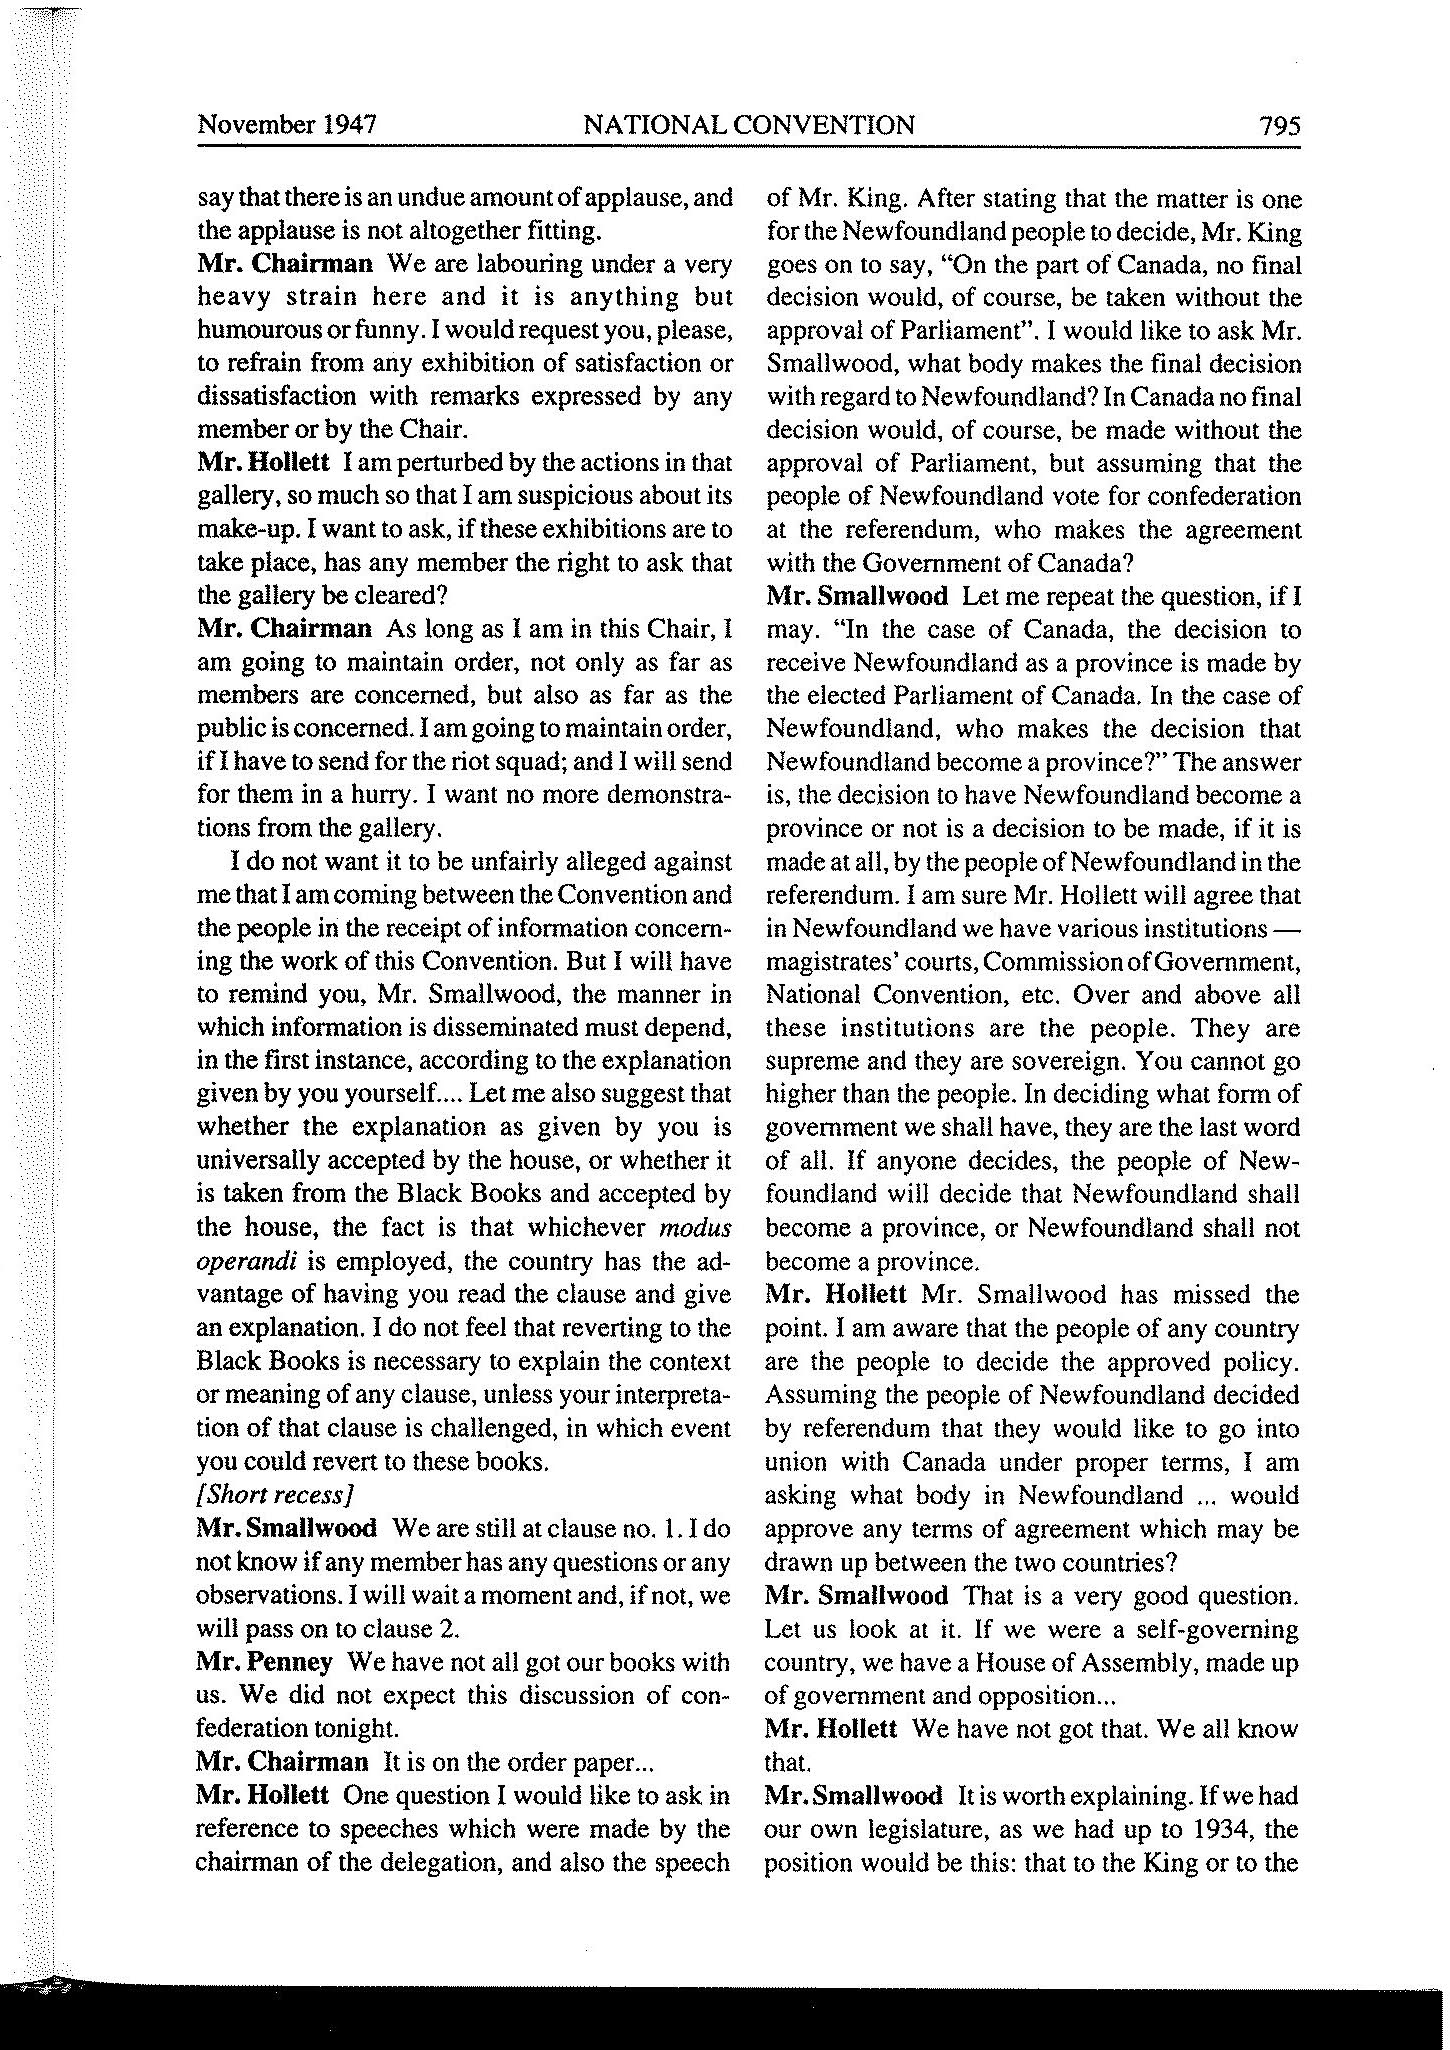 November 1947
NATIONAL CONVENTION
795
say that there is an undue amount of applause, and
the applause is not altogether fitting.
Mr. Chairman We are labouring under a very
heavy strain here and it is anything but
humourous or funny. I would request you, please,
to refrain from any exhibition of satisfaction or
dissatisfaction with remarks expressed by any
member or by the Chair.
Mr. Hollett I am perturbed by the actions in that
gallery, so much so that I am suspicious about its
make-up. I want to ask, if these exhibitions are to
take place, has any member the right to ask that
the gallery be cleared?
Mr. Chairman As long as I am in this Chair, I
am going to maintain order, not only as far as
members are concerned, but also as far as the
public is concerned. I am going to maintain order,
if I have to send for the riot squad; and I will send
for them in a hurry. I want no more demonstra-
tions from the gallery.
I do not want it to be unfairly alleged against
me that I am coming between the Convention and
the people in the receipt of information concern-
ing the work of this Convention. But I will have
to remind you, Mr. Smallwood, the manner in
which information is disseminated must depend,
in the first instance, according to the explanation
given by you yourself.... Let me also suggest that
whether the explanation as given by you is
universally accepted by the house, or whether it
is taken from the Black Books and accepted by
the house, the fact is that whichever modus
operandi is employed, the country has the ad-
vantage of having you read the clause and give
an explanation. I do not feel that reverting to the
Black Books is necessary to explain the context
or meaning of any clause, unless your interpreta-
tion of that clause is challenged, in which event
you could revert to these books.
[Short recess]
Mr. Smallwood We are still at clause no. 1. I do
not know if any member has any questions or any
observations. I will wait a moment and, if not, we
will pass on to clause 2.
Mr. Penney We have not all got our books with
us. We did not expect this discussion of con-
federation tonight.
Mr. Chairman It is on the order paper...
Mr. Hollett One question I would like to ask in
reference to speeches which were made by the
chairman of the delegation, and also the speech
of Mr. King. After stating that the matter is one
for the Newfoundland people to decide, Mr. King
goes on to say, “On the part of Canada, no final
decision would, of course, be taken without the
approval of Parliament”. I would like to ask Mr.
Smallwood, what body makes the final decision
with regard to Newfoundland? In Canada no final
decision would, of course, be made without the
approval of Parliament, but assuming that the
people of Newfoundland vote for confederation
at the referendum, who makes the agreement
with the Government of Canada?
Mr. Smallwood Let me repeat the question, if I
may. “In the case of Canada, the decision to
receive Newfoundland as a province is made by
the elected Parliament of Canada. In the case of
Newfoundland, who makes the decision that
Newfoundland become a province?” The answer
is, the decision to have Newfoundland become a
province or not is a decision to be made, if it is
made at all, by the people of Newfoundland in the
referendum. I am sure Mr. Hollett will agree that
in Newfoundland we have various institutions —
magistrates’ courts, Commission of Government,
National Convention, etc. Over and above all
these institutions are the people. They are
supreme and they are sovereign. You cannot go
higher than the people. In deciding what form of
government we shall have, they are the last word
of all. If anyone decides, the people of New-
foundland will decide that Newfoundland shall
become a province, or Newfoundland shall not
become a province.
Mr. Hollett Mr. Smallwood has missed the
point. I am aware that the people of any country
are the people to decide the approved policy.
Assuming the people of Newfoundland decided
by referendum that they would like to go into
union with Canada under proper terms, I am
asking what body in Newfoundland ... would
approve any terms of agreement which may be
drawn up between the two countries?
Mr. Smallwood That is a very good question.
Let us look at it. If we were a self-governing
country, we have a House of Assembly, made up
of government and opposition...
Mr. Hollett We have not got that. We all know
that.
Mr. Smallwood It is worth explaining. If we had
our own legislature, as we had up to 1934, the
position would be this: that to the King or to the